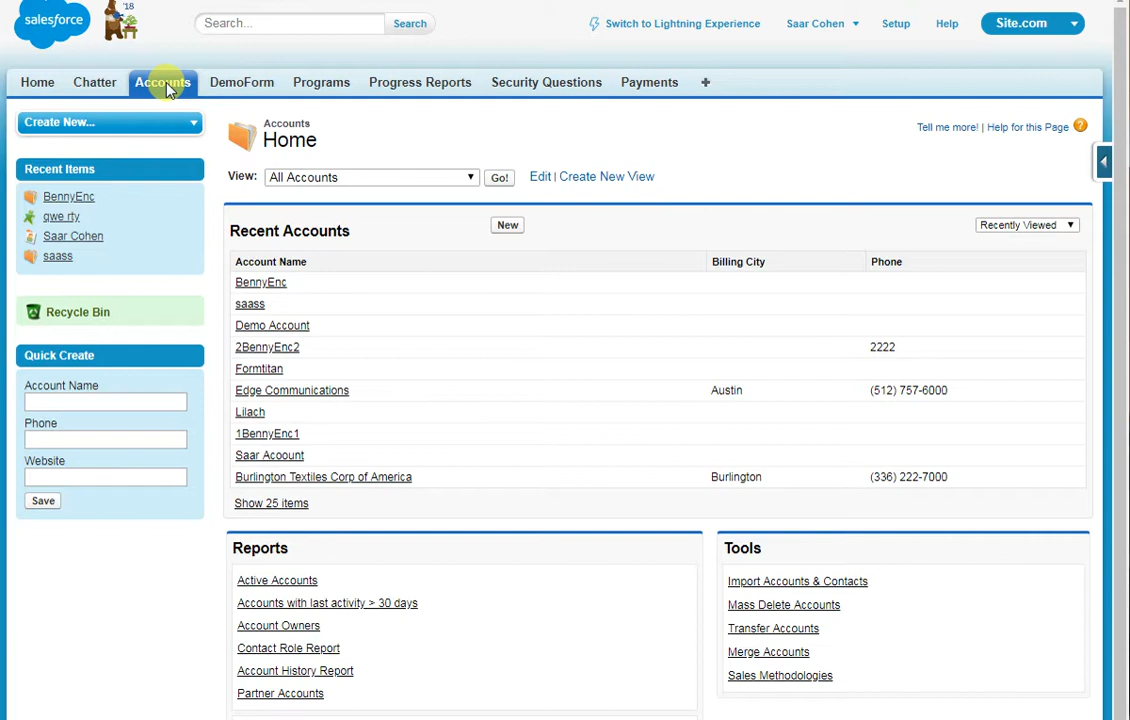 salesforce
'18
Search...
Search
Switch to Lightning Experience
Saar Cohen
Setup
Help
Site.com
Home
Chatter
Accounts
DemoForm
Programs
Progress Reports
Security Questions
Payments
+
Create New...
Recent Items
BennyEnc
qwe rty
Saar Cohen
saass
Recycle Bin
Quick Create
Account Name
Phone
Website
Save
Accounts
Home
Tell me more! | Help for this Page ?
View: All Accounts Go! Edit | Create New View
Recent Accounts New Recently Viewed
Account Name Billing City Phone
BennyEnc
saass
Demo Account
2BennyEnc2 2222
Formtitan
Edge Communications Austin (512) 757-6000
Lilach
1BennyEnc1
Saar Acoount
Burlington Textiles Corp of America Burlington (336) 222-7000
Show 25 items
Reports
Active Accounts
Accounts with last activity > 30 days
Account Owners
Contact Role Report
Account History Report
Partner Accounts
Tools
Import Accounts & Contacts
Mass Delete Accounts
Transfer Accounts
Merge Accounts
Sales Methodologies